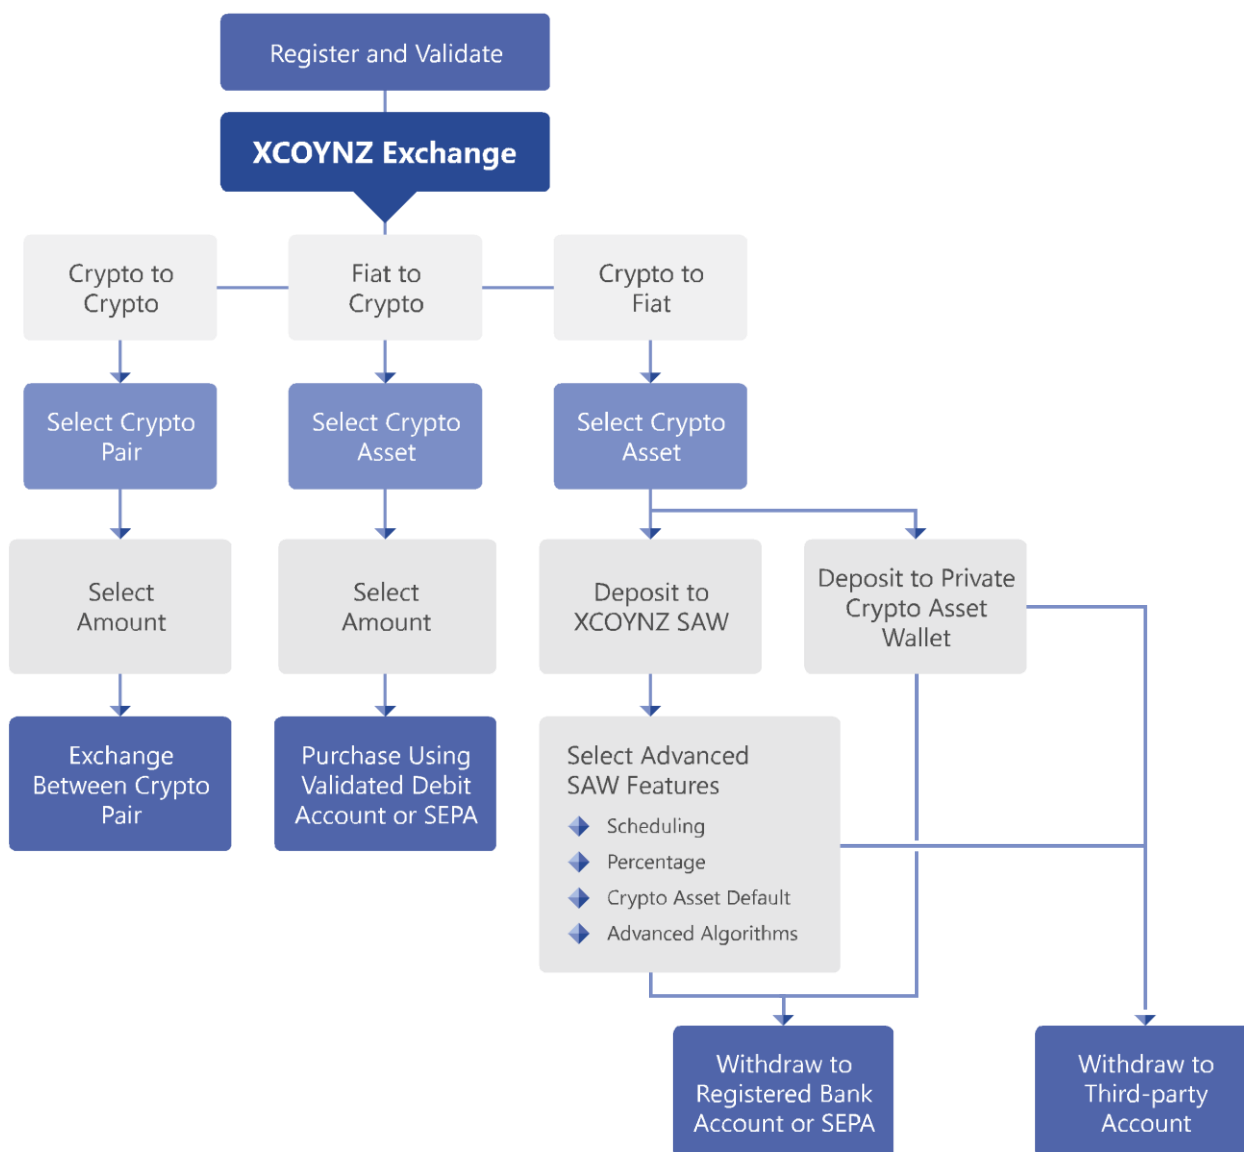 Register and Validate
XCOYNZ Exchange
Crypto to
Crypto
Fiat to
Crypto
Crypto to
Fiat
Select Crypto
Pair
Select Crypto
Asset
Select Crypto
Asset
Select
Amount
Select
Amount
Deposit to
XCOYNZ SAW
Deposit to Private
Crypto Asset
Wallet
Exchange
Between Crypto
Pair
Purchase Using
Validated Debit
Account or SEPA
Select Advanced
SAW Features
Scheduling
Percentage
Crypto Asset Default
Advanced Algorithms
Withdraw to
Registered Bank
Account or SEPA
Withdraw to
Third-party
Account